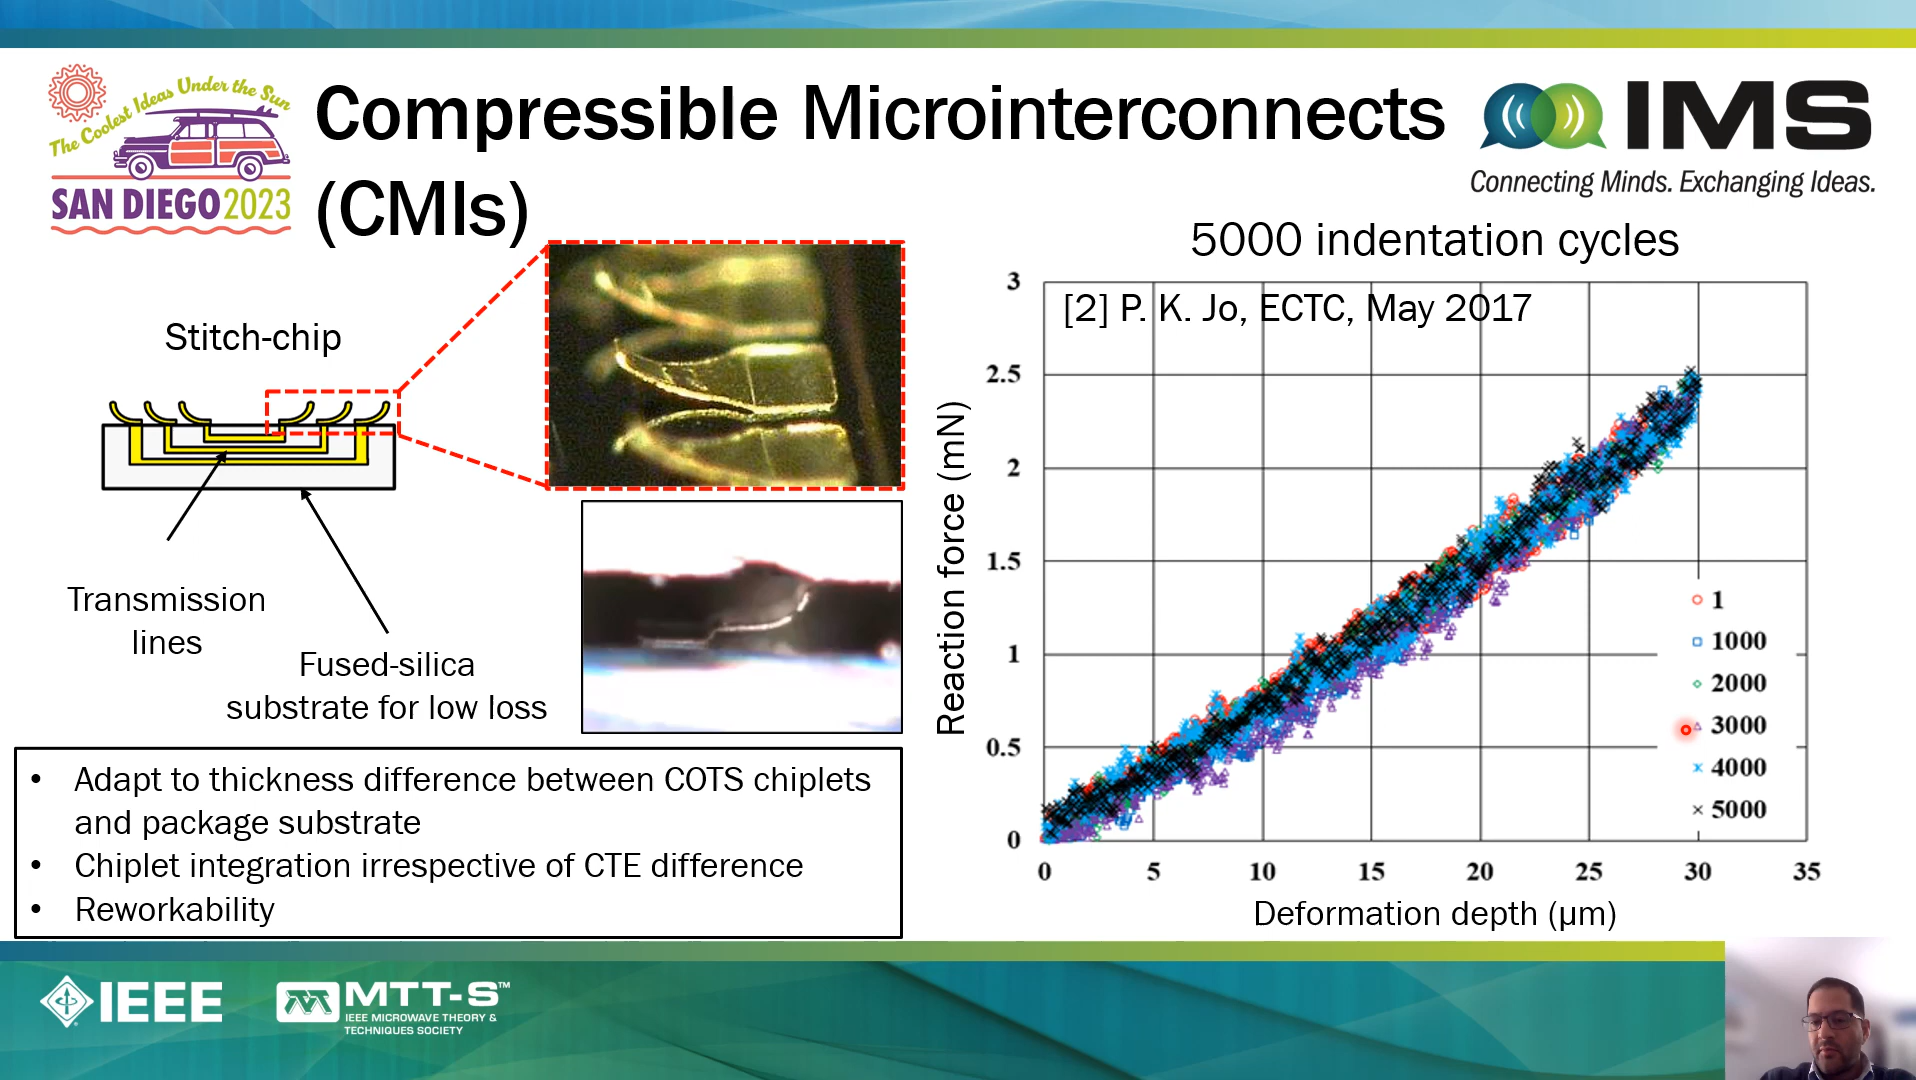 The Coolest Ideas Under the Sun
SAN DIEGO 2023
Compressible Microinterconnects
(CMIs)
IMS
Connecting Minds. Exchanging Ideas.
Stitch-chip
Transmission
lines
Fused-silica
substrate for low loss
5000 indentation cycles
[2] P. K. Jo, ECTC, May 2017
Reaction force (mN)
3
2.5
2
1.5
1
0.5
0
0 5 10 15 20 25 30 35
Deformation depth (µm)
1
1000
2000
3000
4000
5000
• Adapt to thickness difference between COTS chiplets
and package substrate
• Chiplet integration irrespective of CTE difference
• Reworkability
IEEE
MTT-S™
IEEE MICROWAVE THEORY &
TECHNIQUES SOCIETY